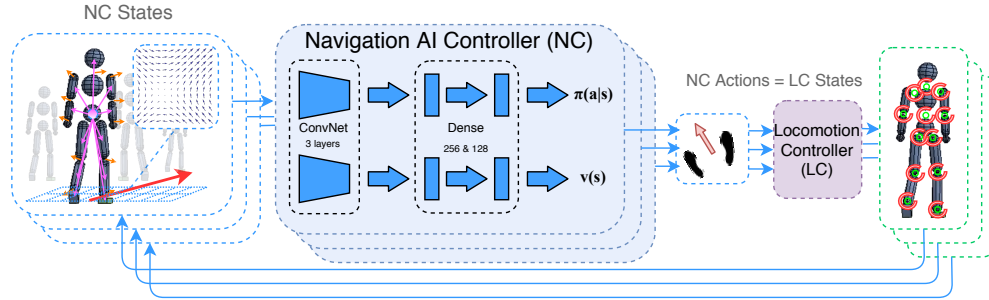 NC States
Navigation AI Controller (NC)
ConvNet
3 layers
Dense
256 & 128
π(a|s)
v(s)
NC Actions = LC States
Locomotion
Controller
(LC)